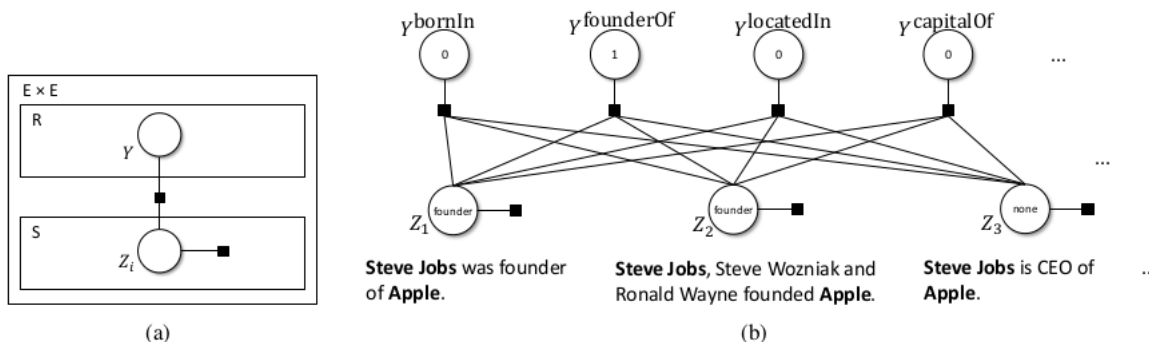 E × E
R
Y
S
Z_i
(a)
Y^bornIn Y^founderOf Y^locatedIn Y^capitalOf
0 1 0 0 ...
...
founder founder none
Z_1 Z_2 Z_3
Steve Jobs was founder
of Apple.
Steve Jobs, Steve Wozniak and
Ronald Wayne founded Apple.
Steve Jobs is CEO of
Apple.
..
(b)